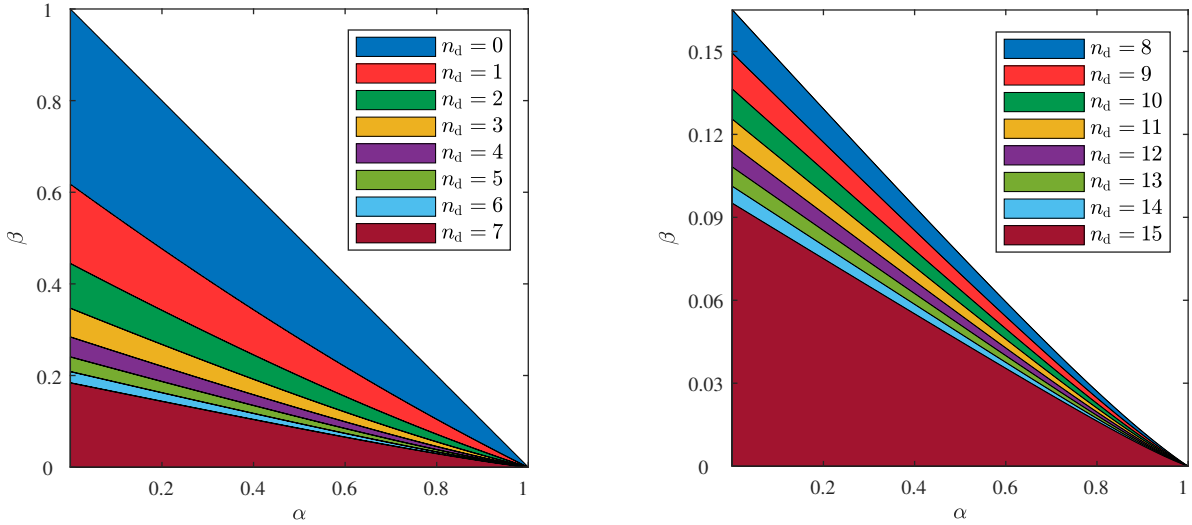 1
0.8
0.6
0.4
0.2
0
0.2
0.4
0.6
0.8
1
β
α
n_d = 0
n_d = 1
n_d = 2
n_d = 3
n_d = 4
n_d = 5
n_d = 6
n_d = 7
0.15
0.12
0.09
0.06
0.03
0
0.2
0.4
0.6
0.8
1
β
α
n_d = 8
n_d = 9
n_d = 10
n_d = 11
n_d = 12
n_d = 13
n_d = 14
n_d = 15